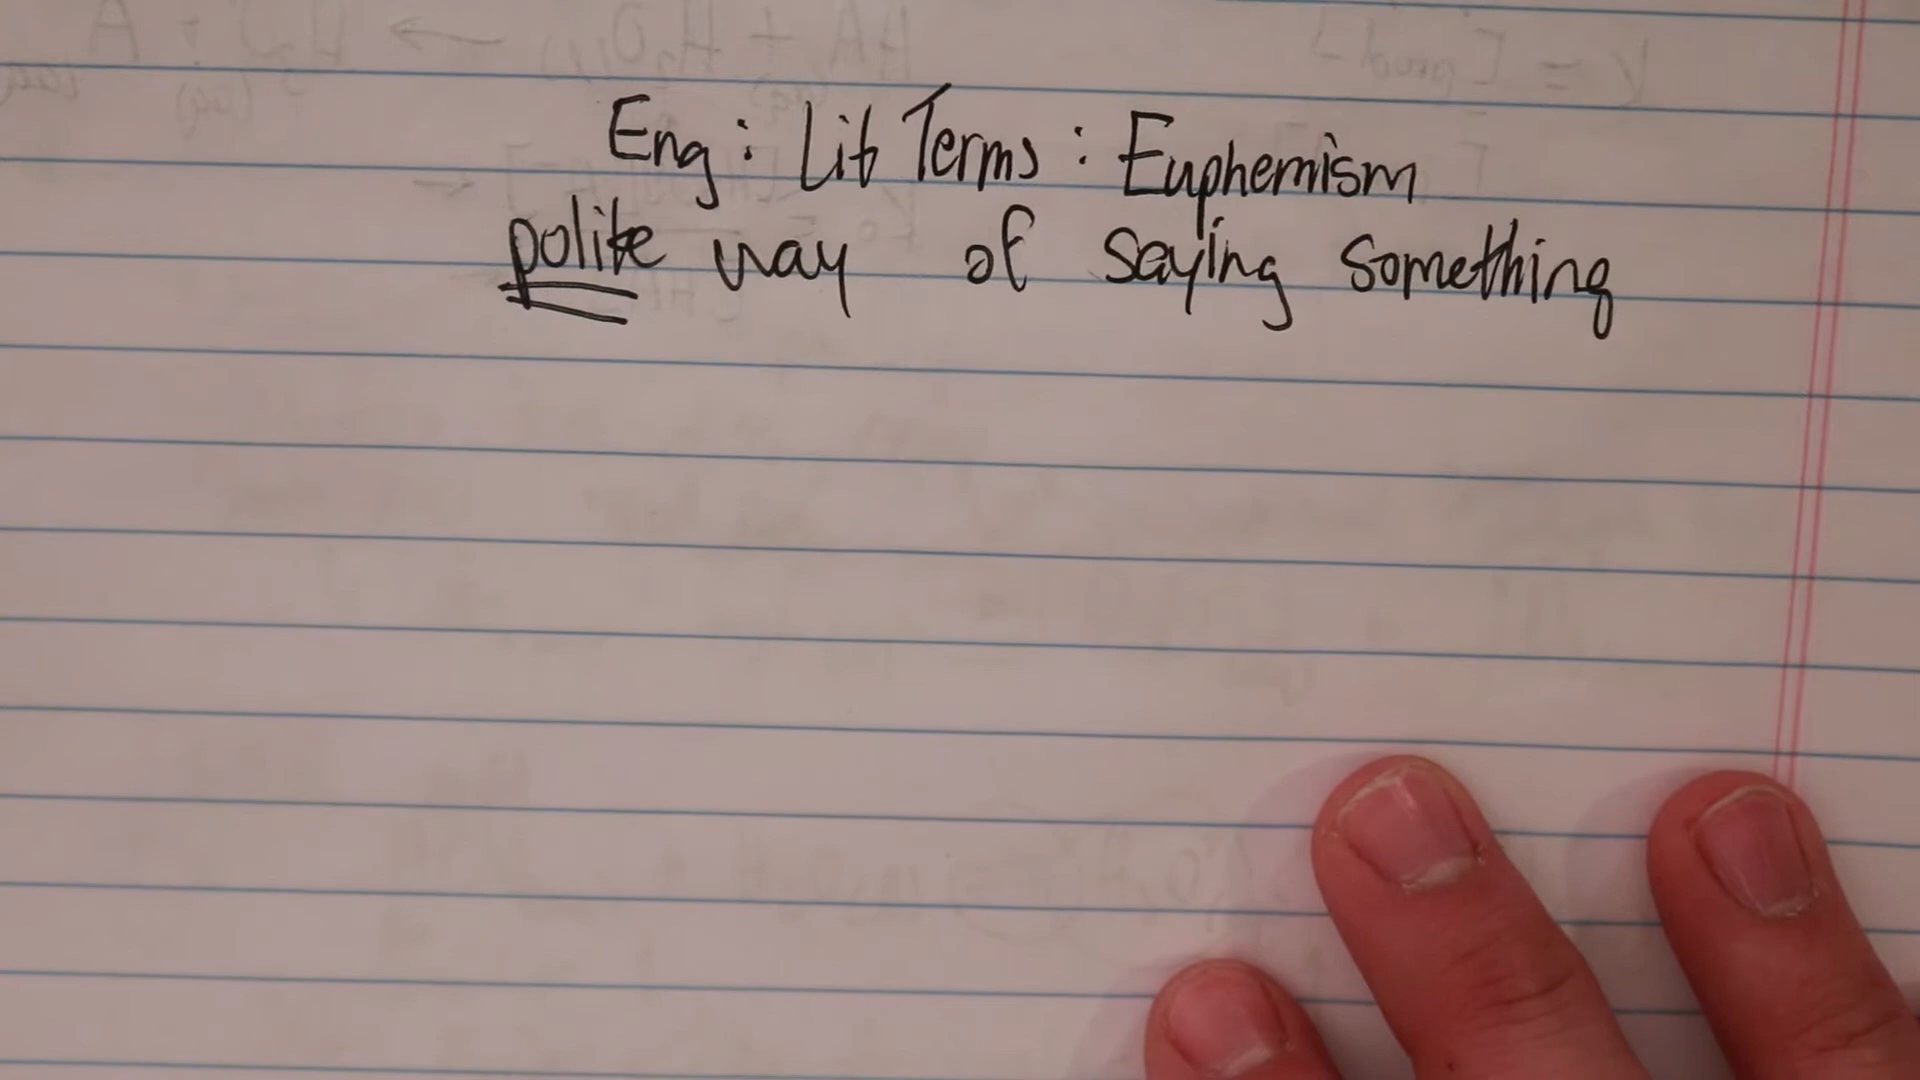 Eng : Lit Terms : Euphemism
polite way of saying something